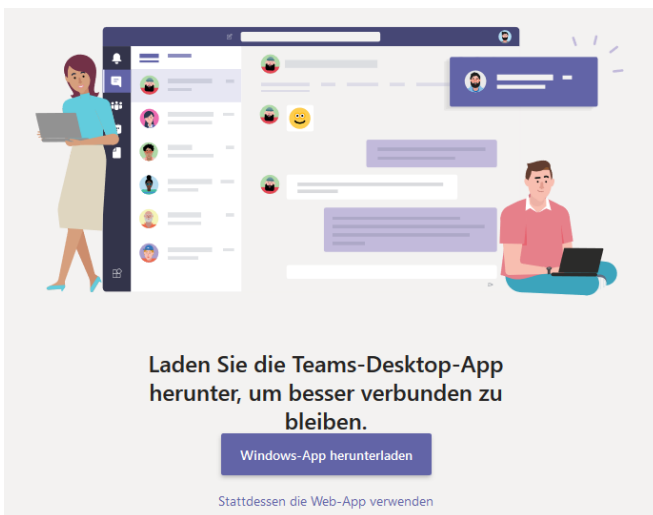 Laden Sie die Teams-Desktop-App
herunter, um besser verbunden zu
bleiben.
Windows-App herunterladen
Stattdessen die Web-App verwenden